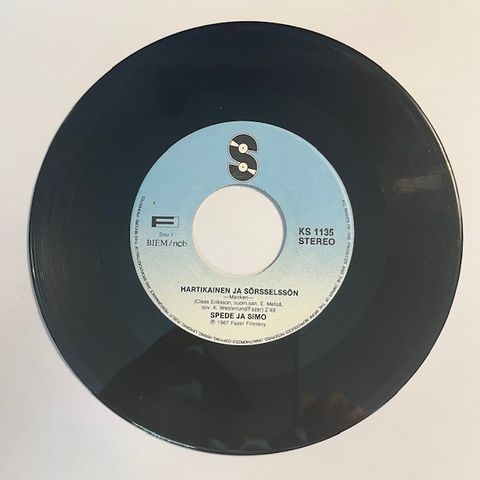 S
F
Sivu 1
BIEM/ncb
KS 1135
STEREO
HARTIKAINEN JA SÖRSSELSSÖN
—Macken—
(Claes Eriksson, suom.san. E. Metsä,
sov. K. Westerlund/Fazer) 2'49
SPEDE JA SIMO
℗ 1987 Fazer Finnlevy